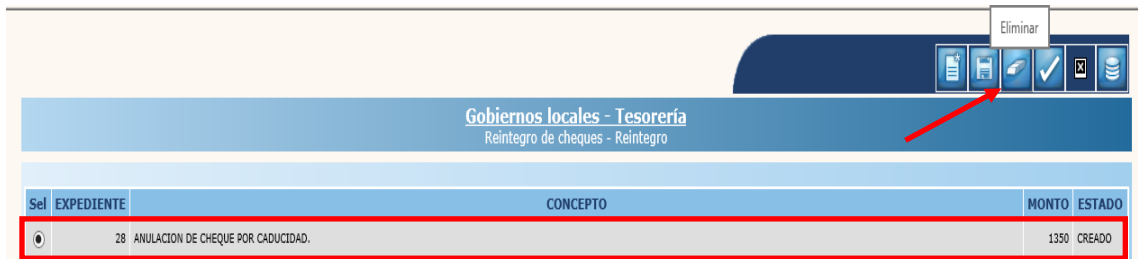 Eliminar
Gobiernos locales - Tesorería
Reintegro de cheques - Reintegro
Sel EXPEDIENTE CONCEPTO MONTO ESTADO
28 ANULACION DE CHEQUE POR CADUCIDAD. 1350 CREADO